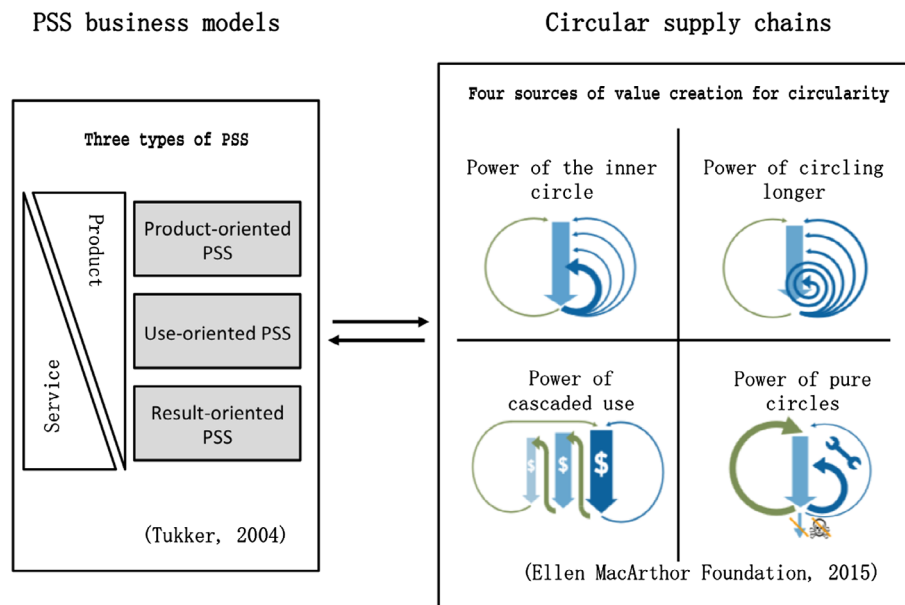 PSS business models
Circular supply chains
Three types of PSS
Product
Service
Product-oriented
PSS
Use-oriented PSS
Result-oriented
PSS
(Tukker, 2004)
Four sources of value creation for circularity
Power of the inner
circle
Power of circling
longer
Power of
cascaded use
$
$
$
Power of pure
circles
(Ellen MacArthor Foundation, 2015)